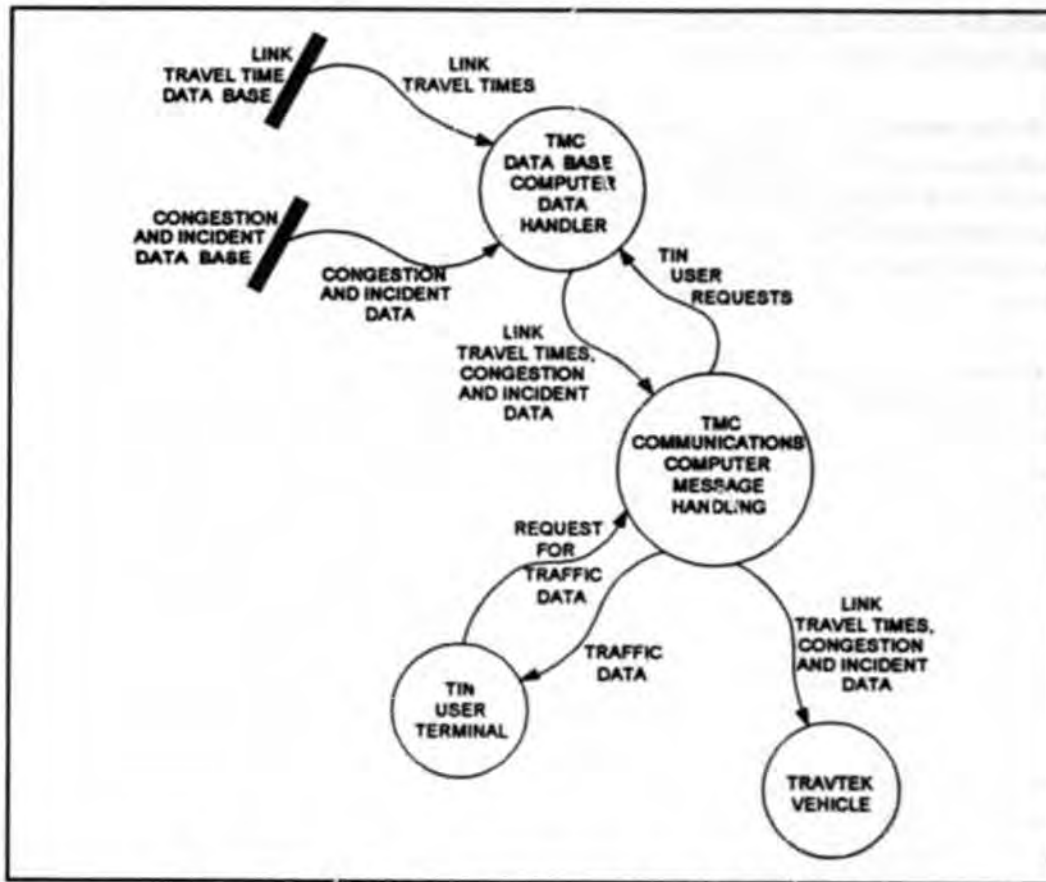 LINK
TRAVEL TIME
DATA BASE
LINK
TRAVEL TIMES
TMC
DATA BASE
COMPUTER
DATA
HANDLER
CONGESTION
AND INCIDENT
DATA BASE
CONGESTION
AND INCIDENT
DATA
TIN
USER
REQUESTS
LINK
TRAVEL TIMES,
CONGESTION
AND INCIDENT
DATA
TMC
COMMUNICATIONS
COMPUTER
MESSAGE
HANDLING
REQUEST
FOR
TRAFFIC
DATA
TRAFFIC
DATA
LINK
TRAVEL TIMES,
CONGESTION
AND INCIDENT
DATA
TIN
USER
TERMINAL
TRAVTEK
VEHICLE